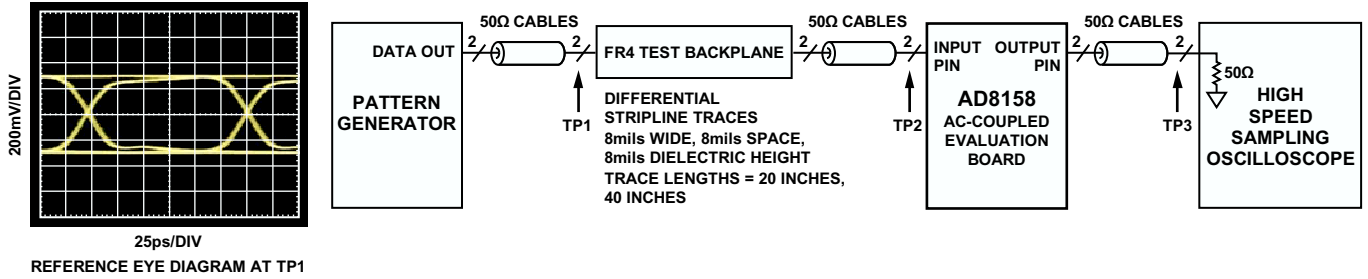 200mV/DIV
25ps/DIV
REFERENCE EYE DIAGRAM AT TP1
DATA OUT
PATTERN
GENERATOR
50Ω CABLES
2
2
TP1
FR4 TEST BACKPLANE
DIFFERENTIAL
STRIPLINE TRACES
8mils WIDE, 8mils SPACE,
8mils DIELECTRIC HEIGHT
TRACE LENGTHS = 20 INCHES,
40 INCHES
50Ω CABLES
2
2
TP2
INPUT OUTPUT
PIN PIN
AD8158
AC-COUPLED
EVALUATION
BOARD
50Ω CABLES
2
2
TP3
50Ω
HIGH
SPEED
SAMPLING
OSCILLOSCOPE